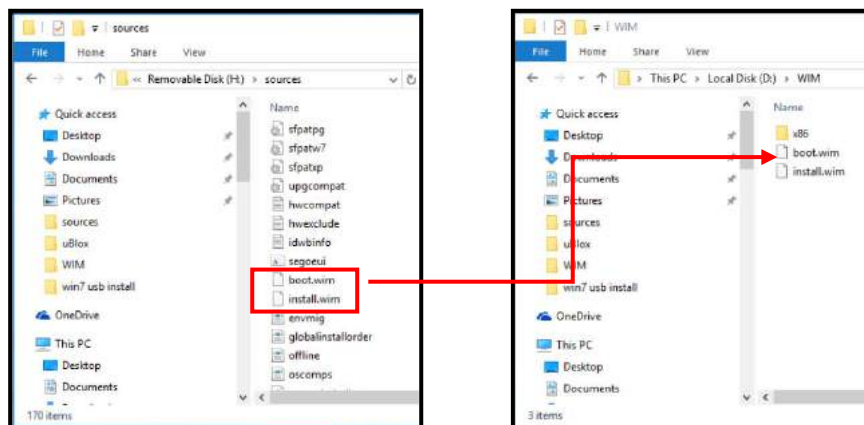 sources
File Home Share View
« Removable Disk (H:) > sources
Quick access
Desktop
Downloads
Documents
Pictures
sources
uBlox
WIM
win7 usb install
OneDrive
This PC
Desktop
Documents
170 items
Name
sfpatpg
sfpatw7
sfpatxp
upgcompat
hwcompat
hwexclude
idwbinfo
segoeui
boot.wim
install.wim
envmig
globalinstallorder
offline
oscomps
WIM
File Home Share View
> This PC > Local Disk (D:) > WIM
Quick access
Desktop
Downloads
Documents
Pictures
sources
uBlox
WIM
win7 usb install
OneDrive
This PC
Desktop
Documents
3 items
Name
x86
boot.wim
install.wim